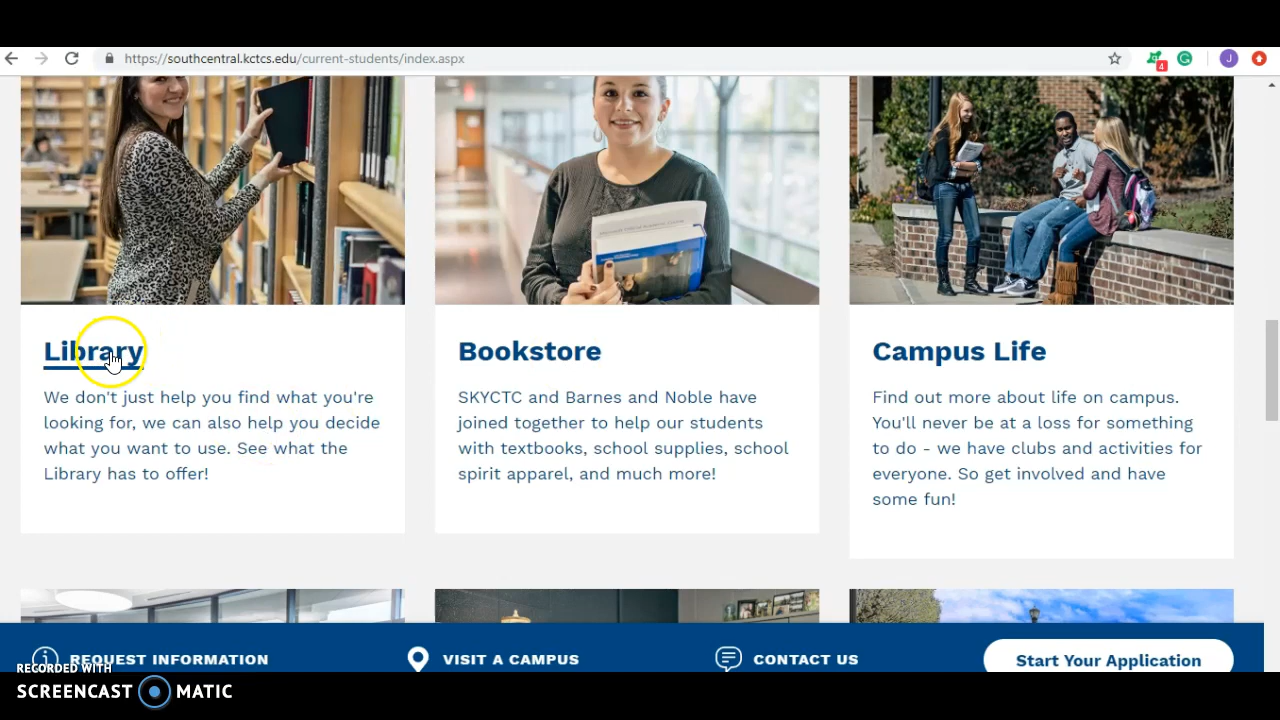 https://southcentral.kctcs.edu/current-students/index.aspx
4
J
Library
We don't just help you find what you're
looking for, we can also help you decide
what you want to use. See what the
Library has to offer!
Bookstore
SKYCTC and Barnes and Noble have
joined together to help our students
with textbooks, school supplies, school
spirit apparel, and much more!
Campus Life
Find out more about life on campus.
You'll never be at a loss for something
to do - we have clubs and activities for
everyone. So get involved and have
some fun!
REQUEST INFORMATION
VISIT A CAMPUS
CONTACT US
Start Your Application
RECORDED WITH
SCREENCAST MATIC